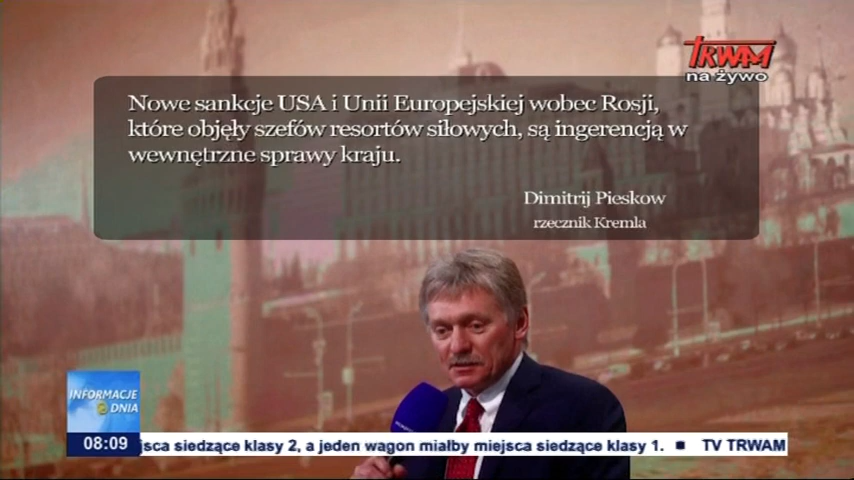 TRWAM
na żywo
Nowe sankcje USA i Unii Europejskiej wobec Rosji,
które objęły szefów resortów siłowych, są ingerencją w
wewnętrzne sprawy kraju.
Dimitrij Pieskow
rzecznik Kremla
INFORMACJE
DNIA
08:09 jsca siedzące klasy 2, a jeden wagon miałby miejsca siedzące klasy 1. ■ TV TRWAM